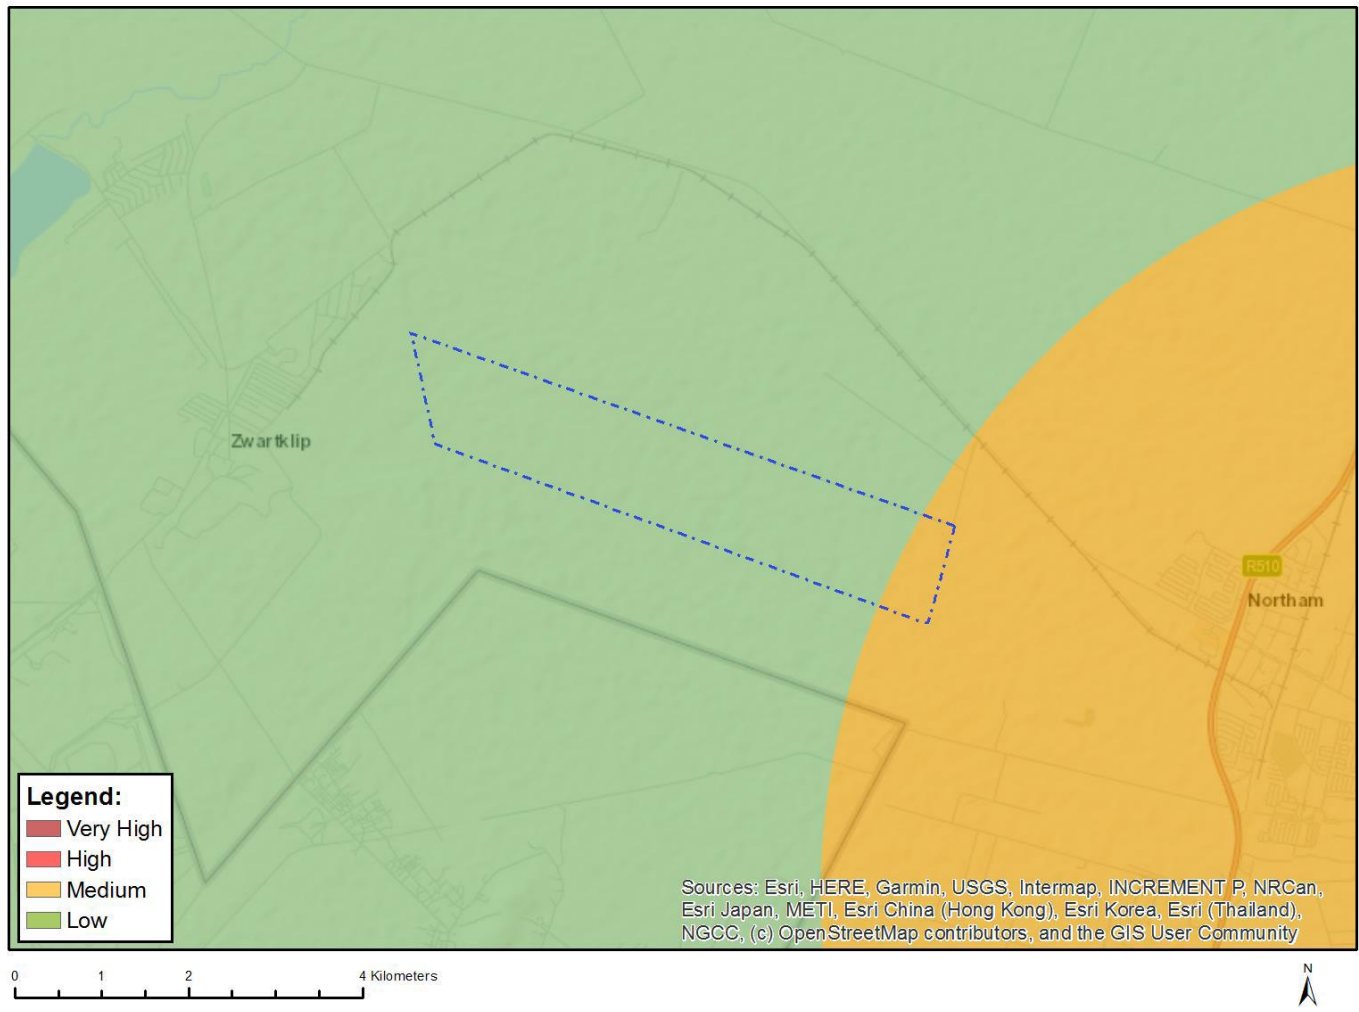 Zwartklip
R510
Northam
Legend:
Very High
High
Medium
Low
Sources: Esri, HERE, Garmin, USGS, Intermap, INCREMENT P, NRCan,
Esri Japan, METI, Esri China (Hong Kong), Esri Korea, Esri (Thailand),
NGCC, (c) OpenStreetMap contributors, and the GIS User Community
0 1 2 4 Kilometers
N